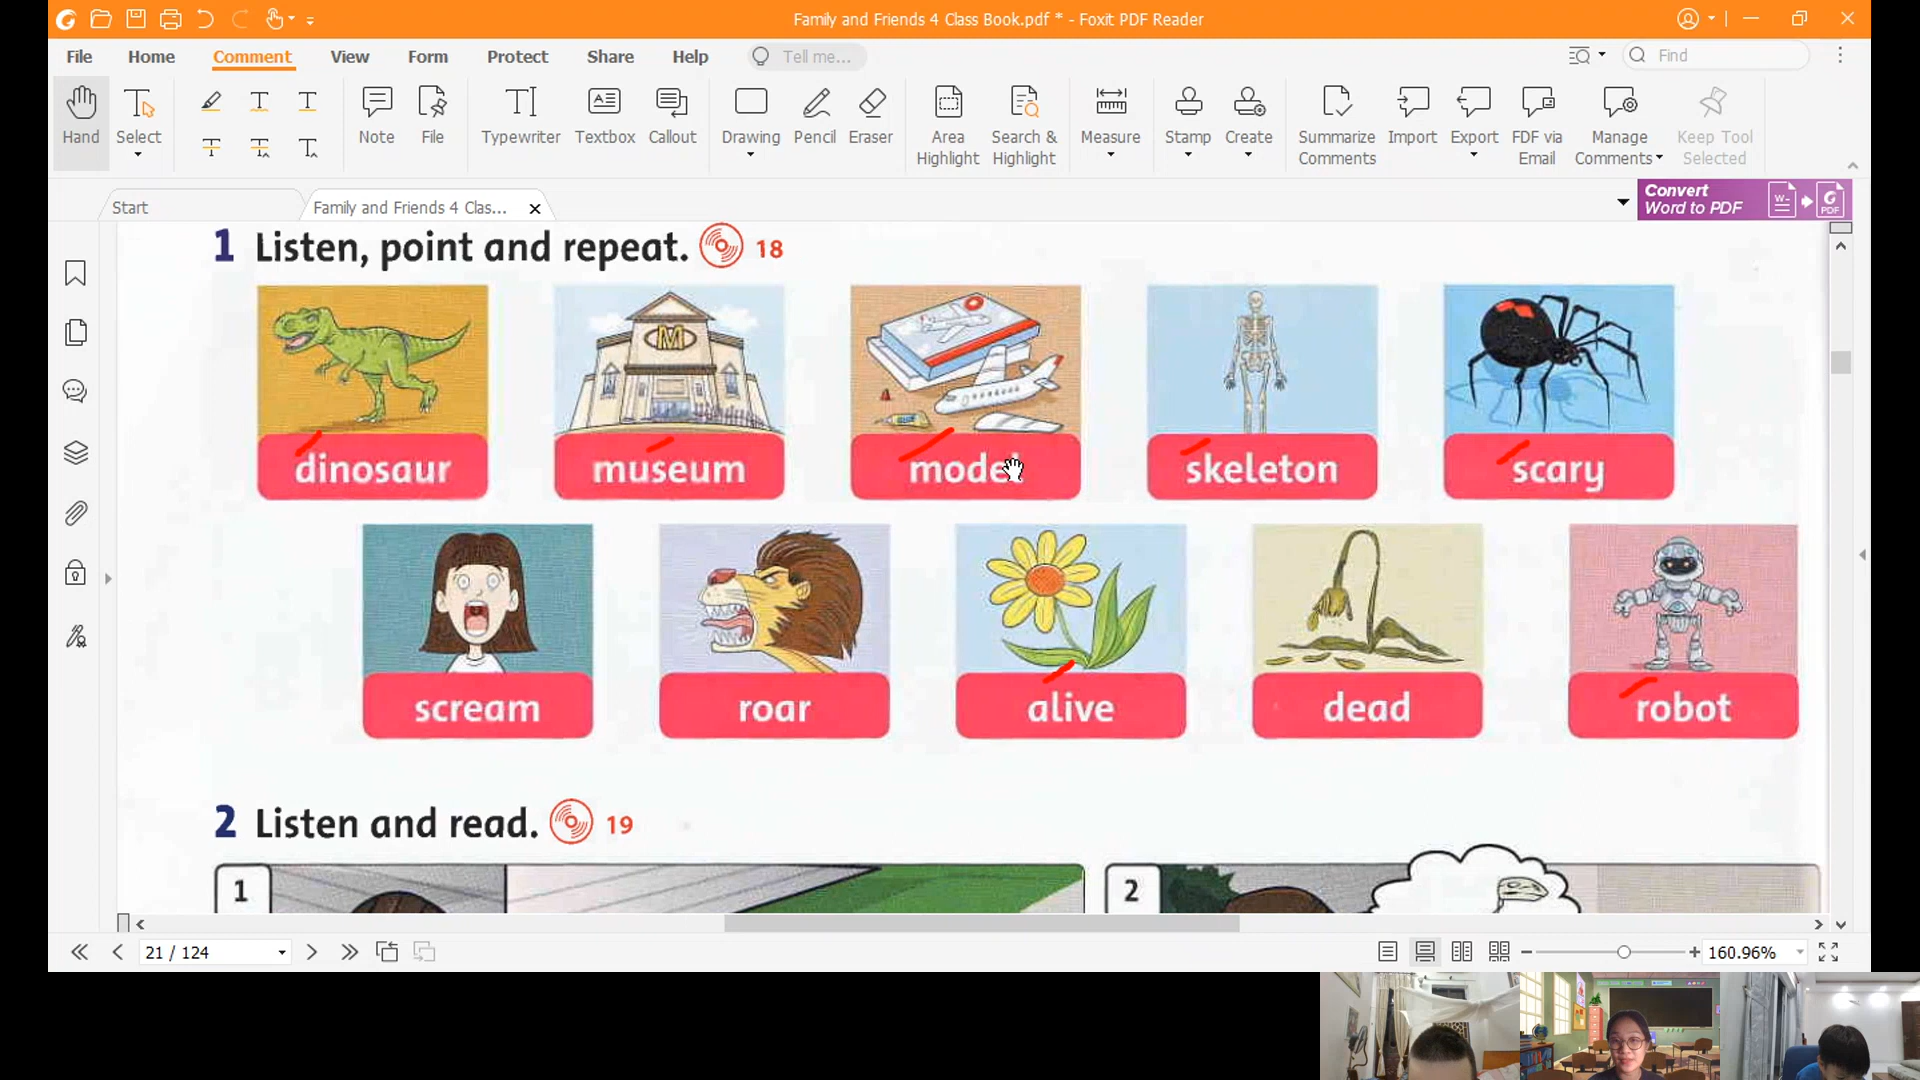 Family and Friends 4 Class Book.pdf * - Foxit PDF Reader
File Home Comment View Form Protect Share Help Tell me... Find
Hand Select Note File Typewriter Textbox Callout Drawing Pencil Eraser Area Highlight Search & Highlight Measure Stamp Create Summarize Comments Import Export FDF via Email Manage Comments Keep Tool Selected
Start Family and Friends 4 Clas... Convert Word to PDF
1 Listen, point and repeat. 18
M
dinosaur museum model skeleton scary
scream roar alive dead robot
2 Listen and read. 19
1 2
21 / 124 160.96%